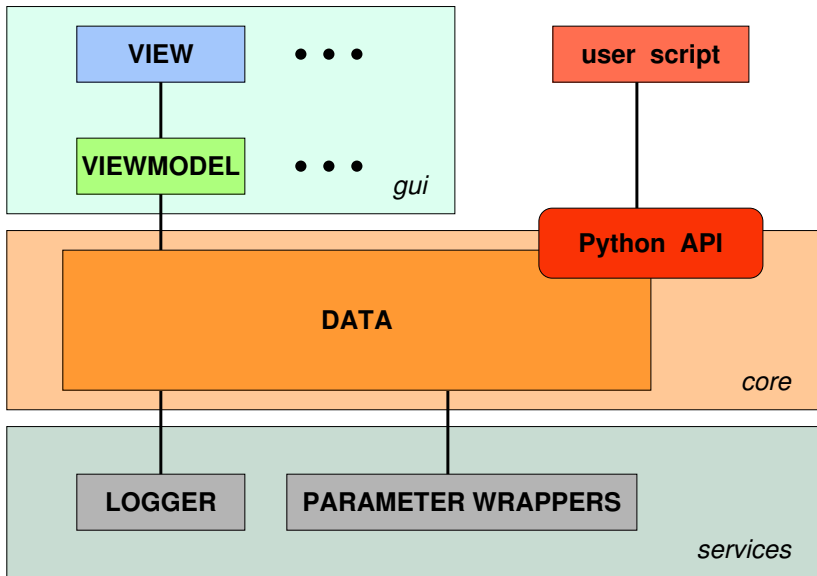 VIEW
user script
VIEWMODEL
gui
Python API
DATA
core
LOGGER
PARAMETER WRAPPERS
services